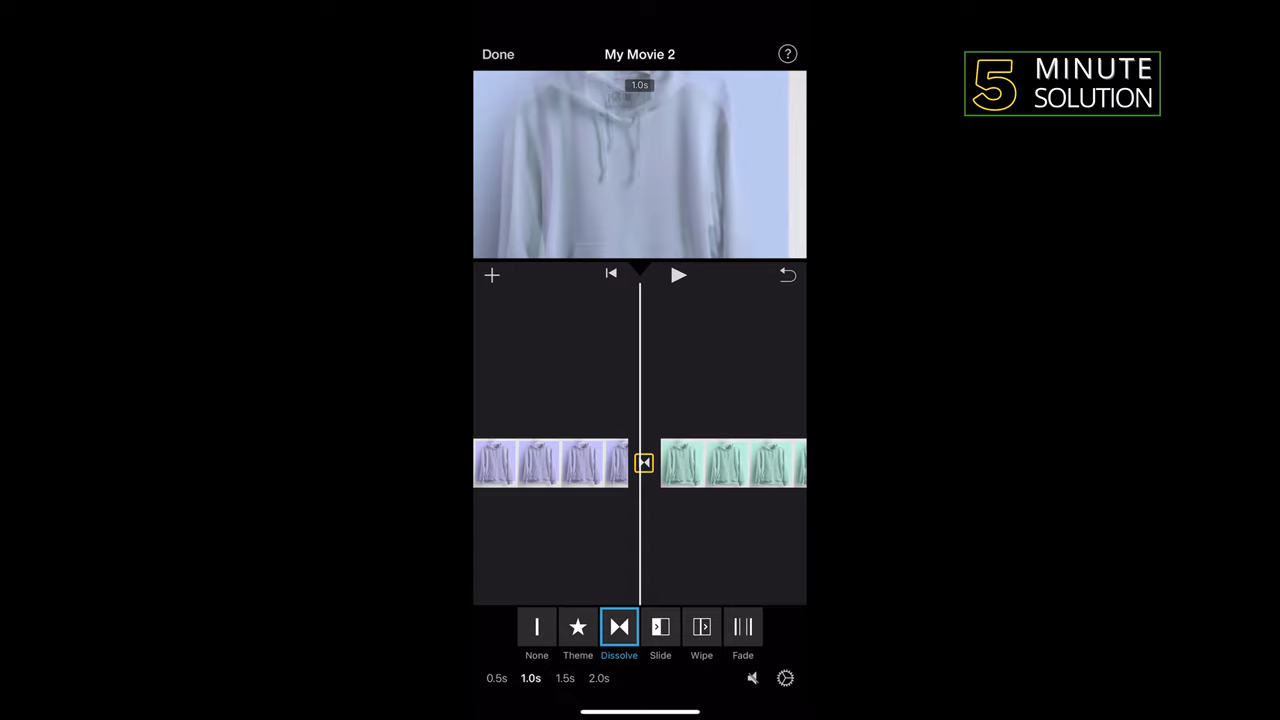 Done
My Movie 2
?
5 MINUTE
SOLUTION
1.0s
None
Theme
Dissolve
Slide
Wipe
Fade
0.5s
1.0s
1.5s
2.0s